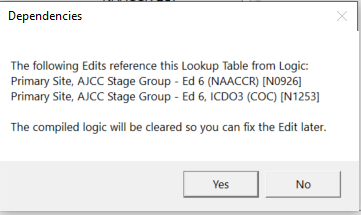 Dependencies
The following Edits reference this Lookup Table from Logic:
Primary Site, AJCC Stage Group - Ed 6 (NAACCR) [N0926]
Primary Site, AJCC Stage Group - Ed 6, ICDO3 (COC) [N1253]
The compiled logic will be cleared so you can fix the Edit later.
Yes
No